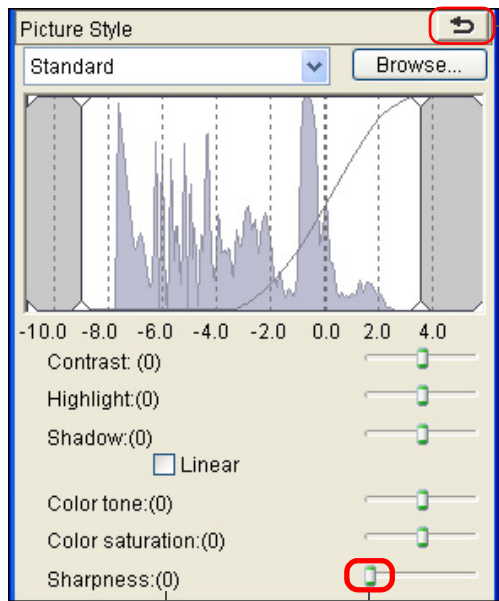 Picture Style
Standard Browse...
-10.0 -8.0 -6.0 -4.0 -2.0 0.0 2.0 4.0
Contrast: (0)
Highlight:(0)
Shadow:(0)
Linear
Color tone:(0)
Color saturation:(0)
Sharpness:(0)